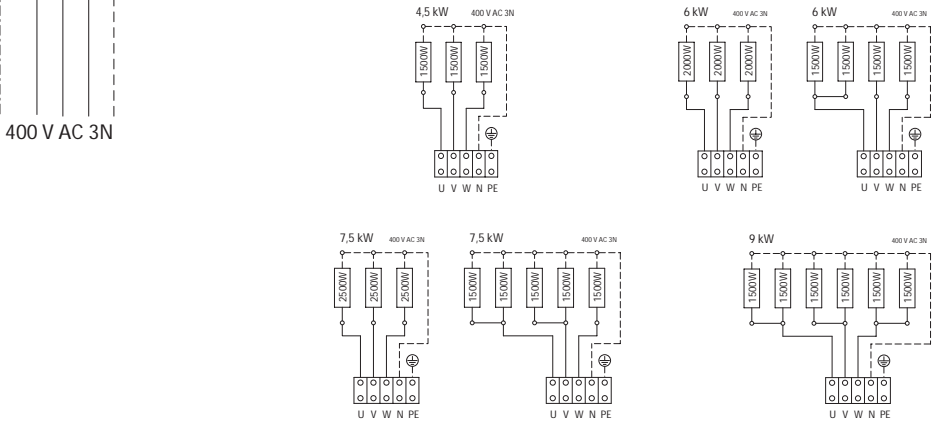 400 V AC 3N
4,5 kW 400 V AC 3N
1500W 1500W 1500W
U V W N PE
6 kW 400 V AC 3N
2000W 2000W 2000W
U V W N PE
6 kW 400 V AC 3N
1500W 1500W 1500W 1500W
U V W N PE
7,5 kW 400 V AC 3N
2500W 2500W 2500W
U V W N PE
7,5 kW 400 V AC 3N
1500W 1500W 1500W 1500W 1500W
U V W N PE
9 kW 400 V AC 3N
1500W 1500W 1500W 1500W 1500W 1500W
U V W N PE